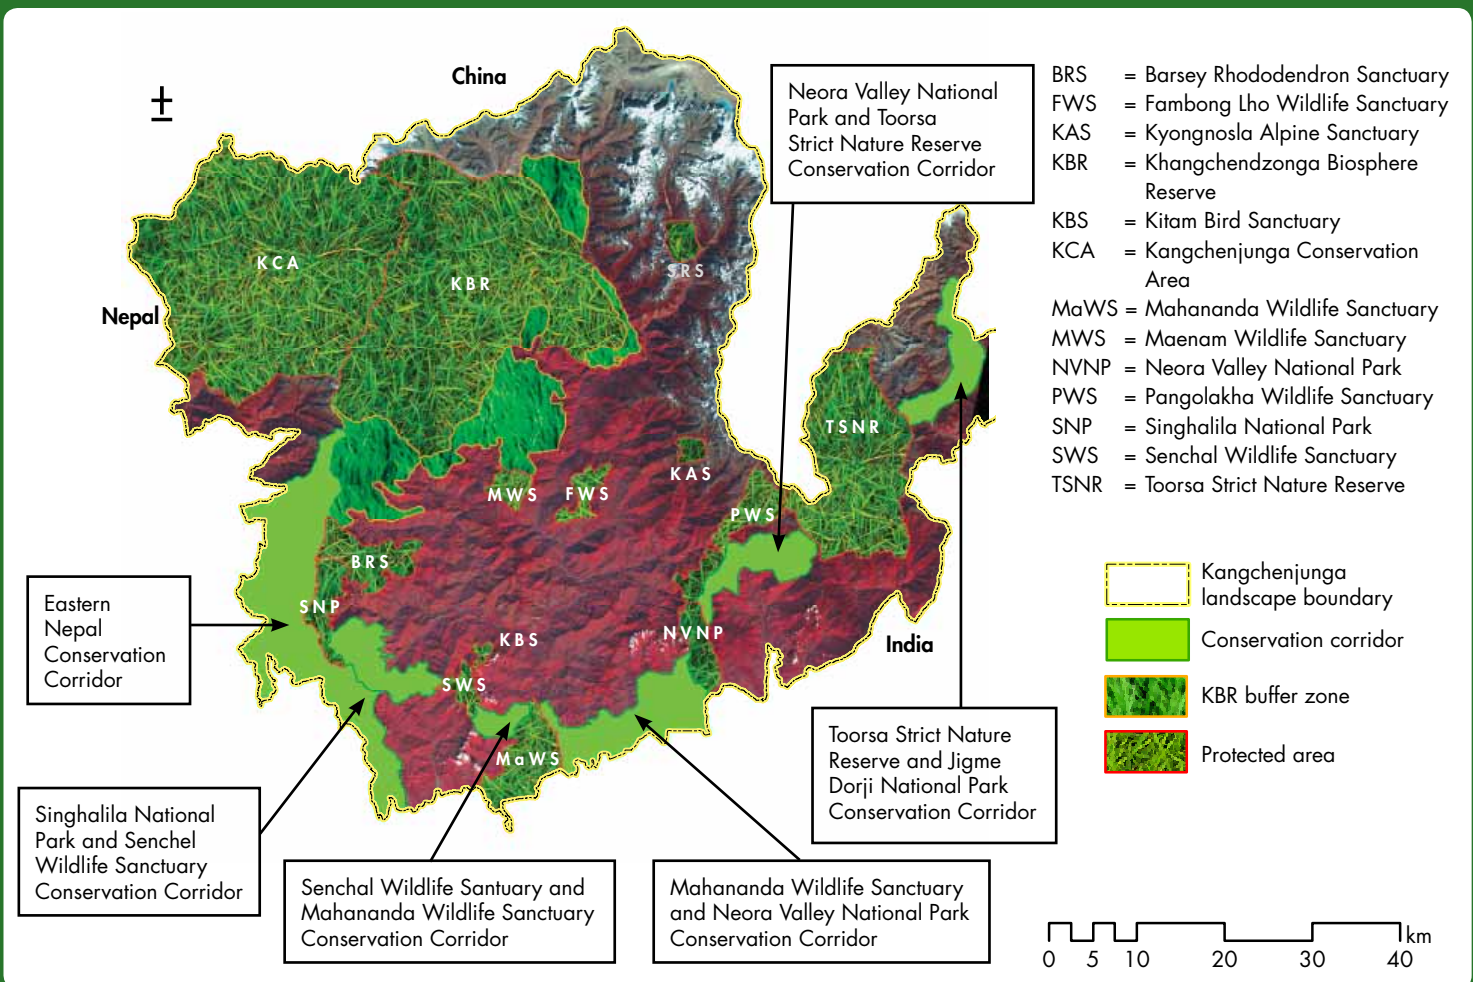 China
±
Nepal
India
KCA
KBR
SRS
TSNR
KAS
MWS
FWS
PWS
BRS
SNP
KBS
NVNP
SWS
MaWS
Neora Valley National
Park and Toorsa
Strict Nature Reserve
Conservation Corridor
Eastern
Nepal
Conservation
Corridor
Singhalila National
Park and Senchel
Wildlife Sanctuary
Conservation Corridor
Senchal Wildlife Santuary and
Mahananda Wildlife Sanctuary
Conservation Corridor
Mahananda Wildlife Sanctuary
and Neora Valley National Park
Conservation Corridor
Toorsa Strict Nature
Reserve and Jigme
Dorji National Park
Conservation Corridor
BRS = Barsey Rhododendron Sanctuary
FWS = Fambong Lho Wildlife Sanctuary
KAS = Kyongnosla Alpine Sanctuary
KBR = Khangchendzonga Biosphere
Reserve
KBS = Kitam Bird Sanctuary
KCA = Kangchenjunga Conservation
Area
MaWS = Mahananda Wildlife Sanctuary
MWS = Maenam Wildlife Sanctuary
NVNP = Neora Valley National Park
PWS = Pangolakha Wildlife Sanctuary
SNP = Singhalila National Park
SWS = Senchal Wildlife Sanctuary
TSNR = Toorsa Strict Nature Reserve
Kangchenjunga
landscape boundary
Conservation corridor
KBR buffer zone
Protected area
km
0 5 10 20 30 40